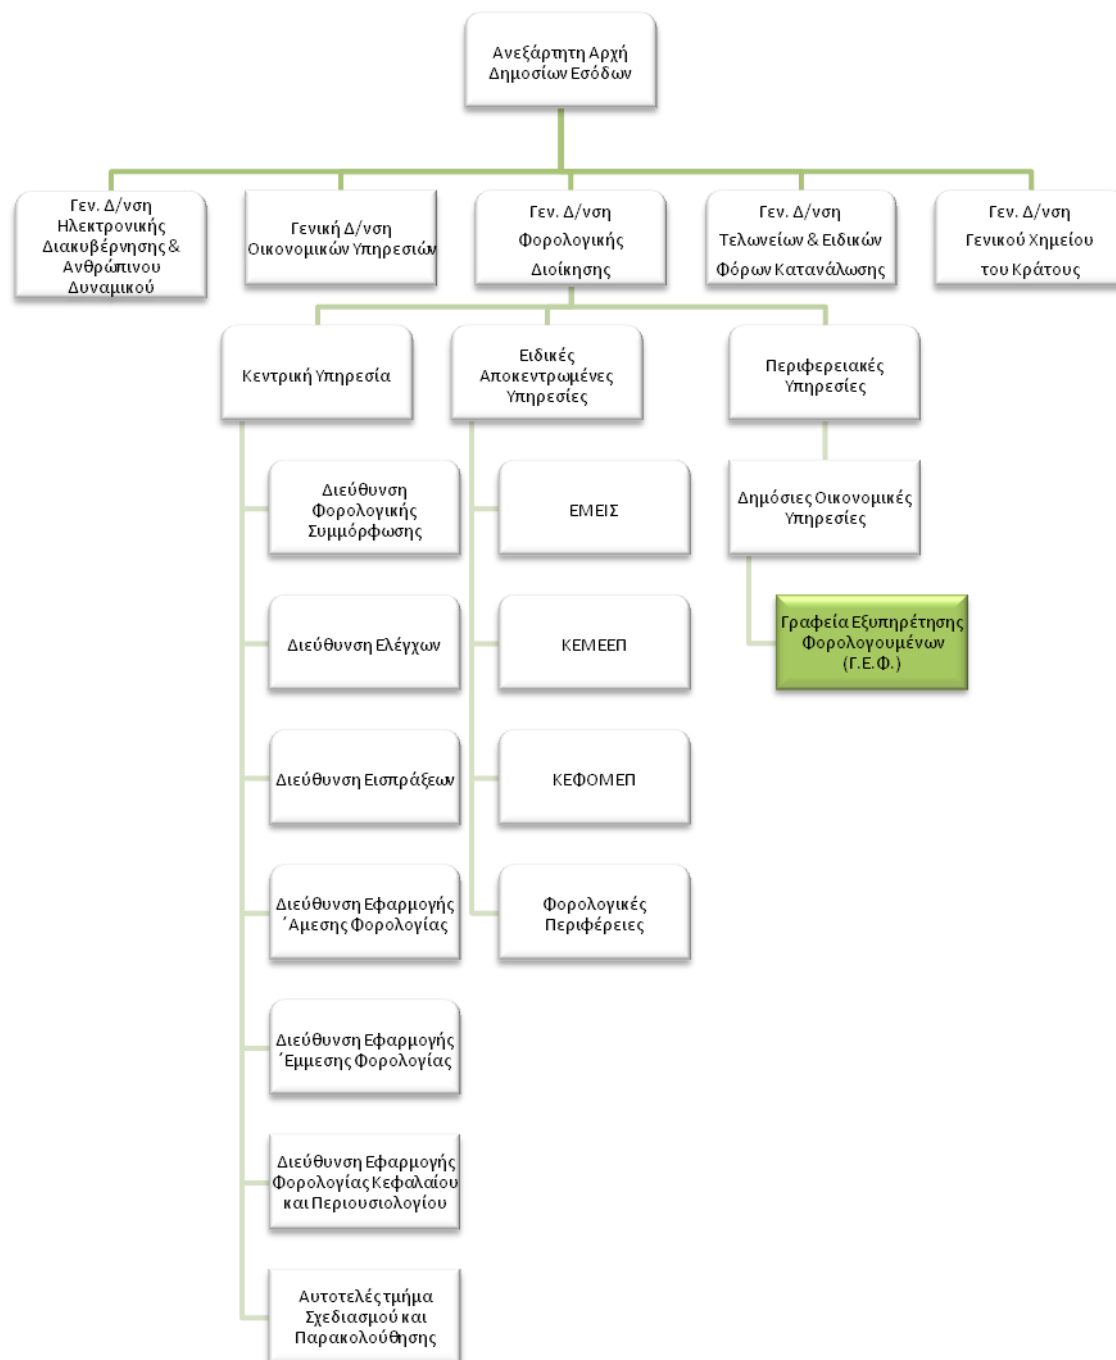 Ανεξάρτητη Αρχή
Δημοσίων Εσόδων
Γεν. Δ/νση
Ηλεκτρονικής
Διακυβέρνησης &
Ανθρώπινου
Δυναμικού
Γενική Δ/νση
Οικονομικών Υπηρεσιών
Γεν. Δ/νση
Φορολογικής
Διοίκησης
Γεν. Δ/νση
Τελωνείων & Ειδικών
Φόρων Κατανάλωσης
Γεν. Δ/νση
Γενικού Χημείου
του Κράτους
Κεντρική Υπηρεσία
Ειδικές
Αποκεντρωμένες
Υπηρεσίες
Περιφερειακές
Υπηρεσίες
Διεύθυνση
Φορολογικής
Συμμόρφωσης
Διεύθυνση Ελέγχων
Διεύθυνση Εισπράξεων
Διεύθυνση Εφαρμογής
΄Αμεσης Φορολογίας
Διεύθυνση Εφαρμογής
΄Εμμεσης Φορολογίας
Διεύθυνση Εφαρμογής
Φορολογίας Κεφαλαίου
και Περιουσιολογίου
Αυτοτελές τμήμα
Σχεδιασμού και
Παρακολούθησης
ΕΜΕΙΣ
ΚΕΜΕΕΠ
ΚΕΦΟΜΕΠ
Φορολογικές
Περιφέρειες
Δημόσιες Οικονομικές
Υπηρεσίες
Γραφεία Εξυπηρέτησης
Φορολογουμένων
(Γ.Ε.Φ.)